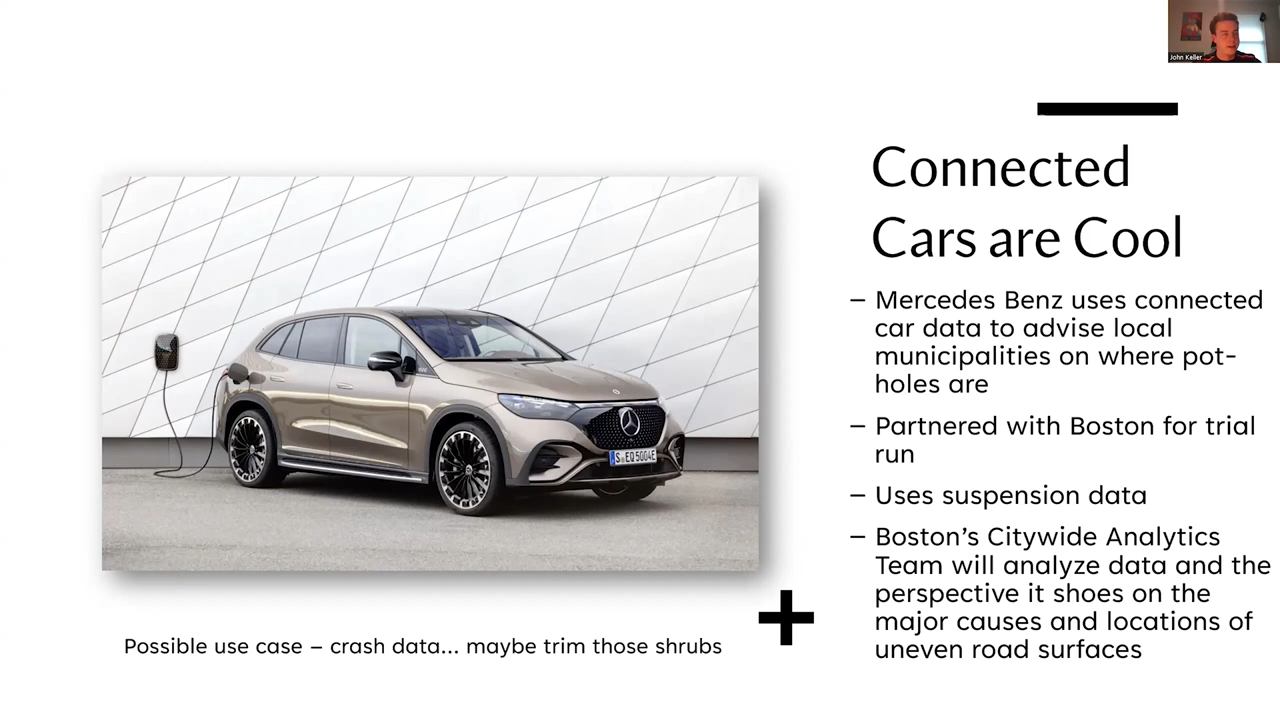 John Keller
Connected
Cars are Cool
– Mercedes Benz uses connected
car data to advise local
municipalities on where pot-
holes are
– Partnered with Boston for trial
run
– Uses suspension data
– Boston’s Citywide Analytics
Team will analyze data and the
perspective it shoes on the
major causes and locations of
uneven road surfaces
S EQ 5004E
Possible use case – crash data... maybe trim those shrubs